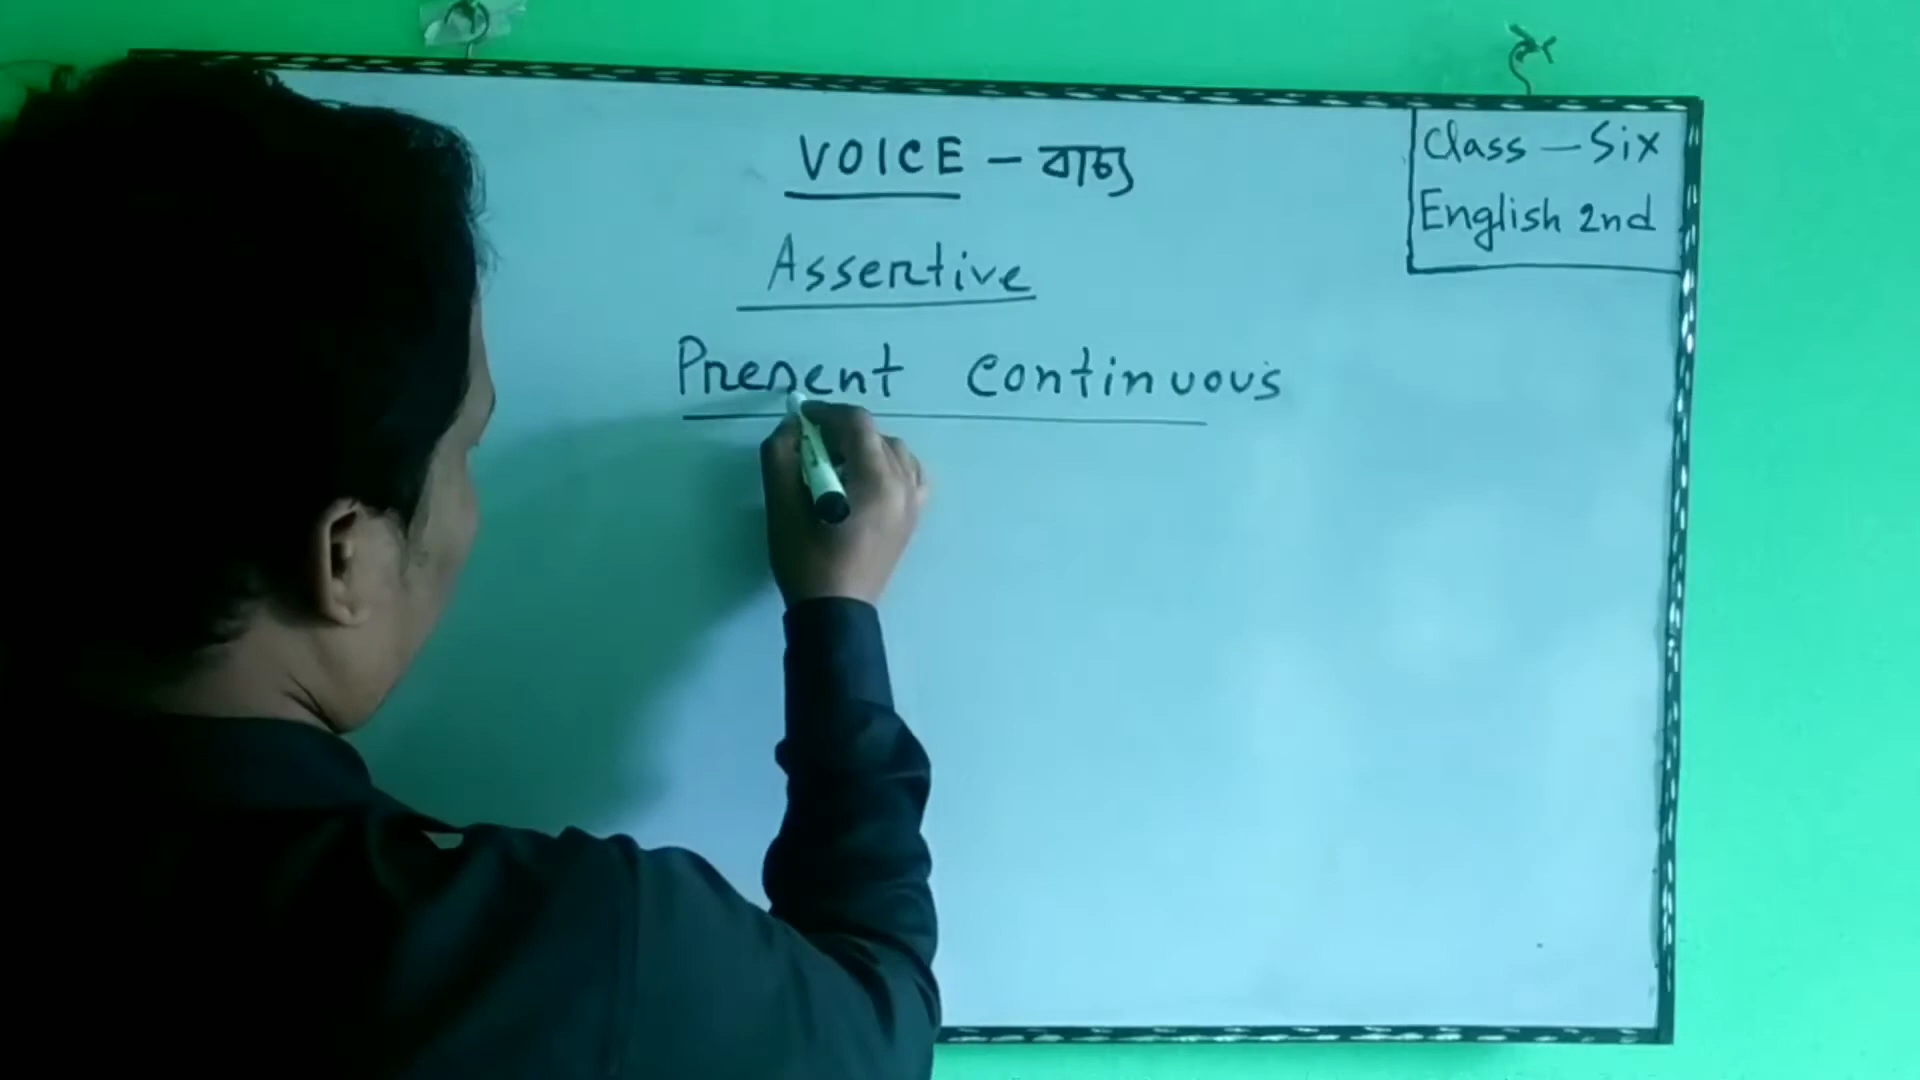 VOICE – বাচ্য
Assertive
Present continuous
Class – Six
English 2nd